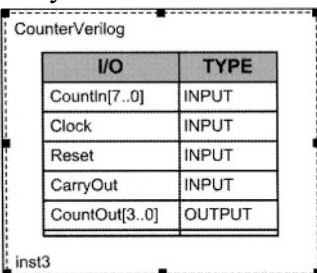 CounterVerilog
I/O TYPE
CountIn[7..0] INPUT
Clock INPUT
Reset INPUT
CarryOut INPUT
CountOut[3..0] OUTPUT
inst3